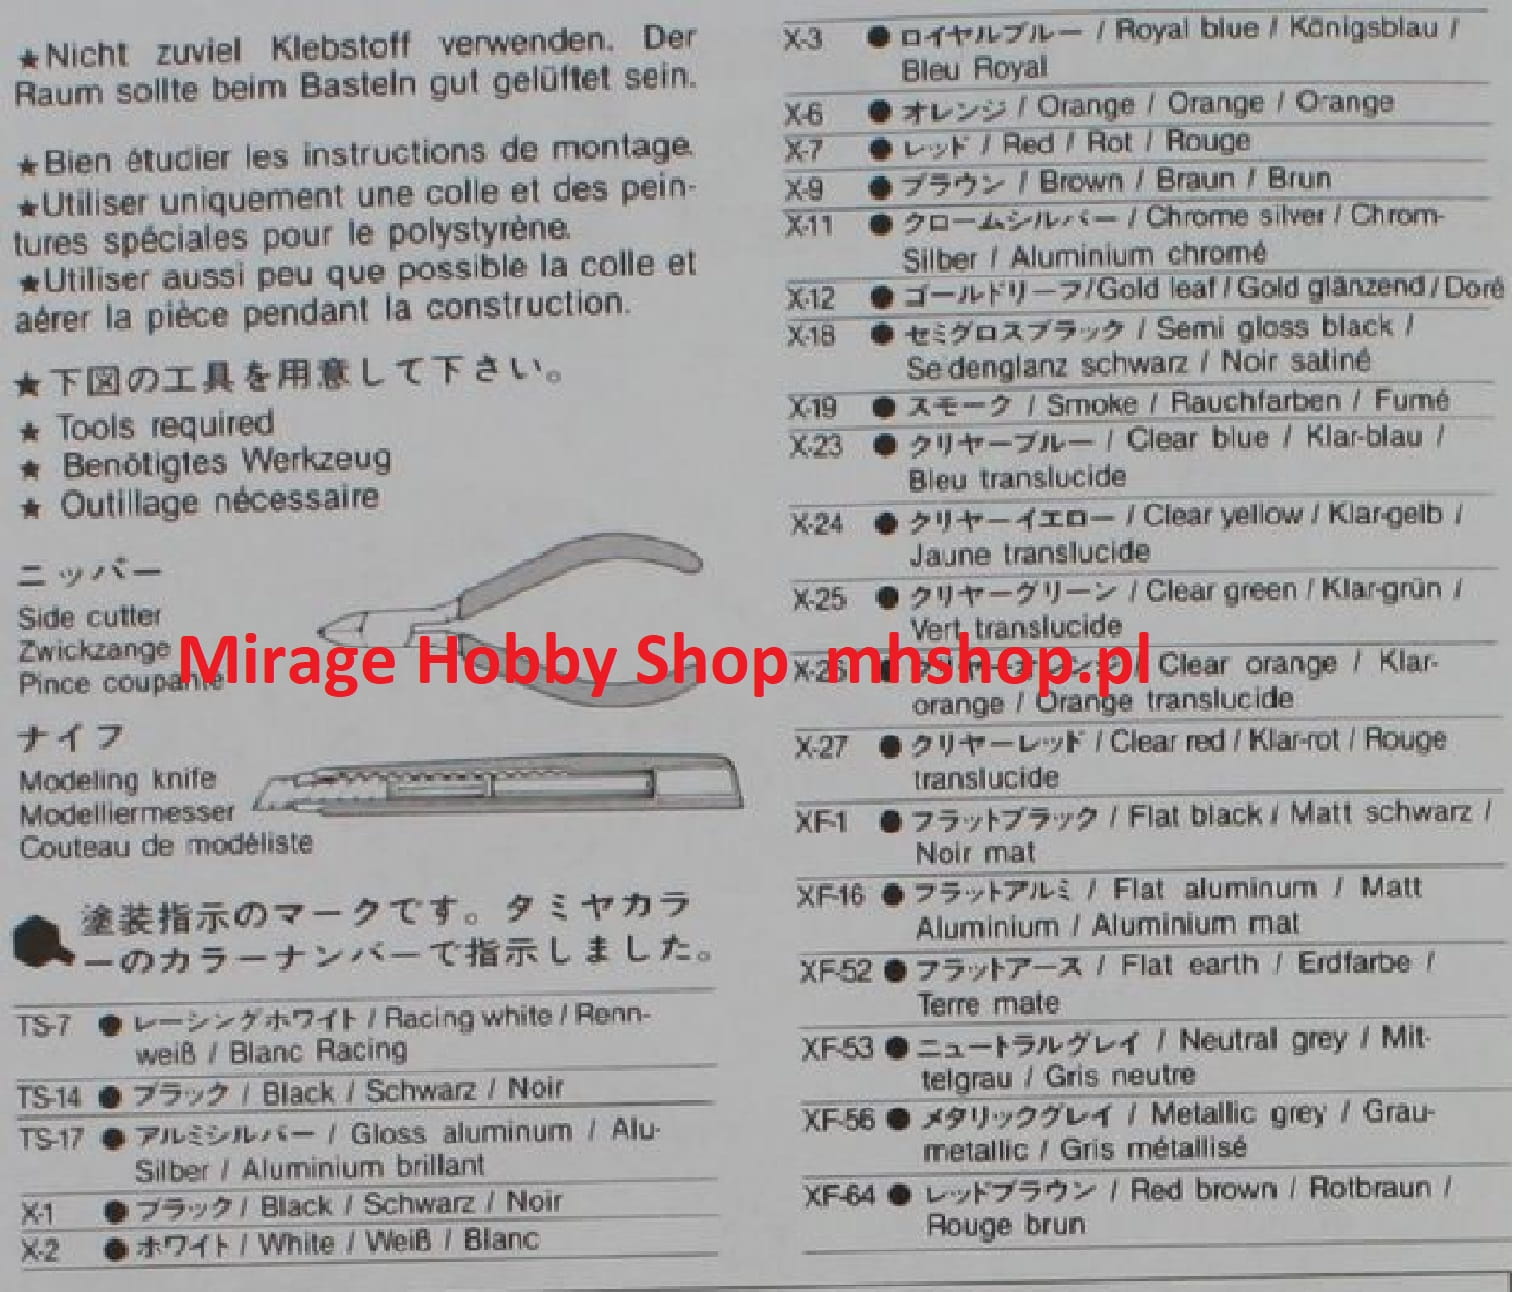 ★Nicht zuviel Klebstoff verwenden. Der
Raum sollte beim Basteln gut gelüftet sein.
★Bien étudier les instructions de montage.
★Utiliser uniquement une colle et des pein-
tures spéciales pour le polystyrène.
★Utiliser aussi peu que possible la colle et
aérer la pièce pendant la construction.
★下図の工具を用意して下さい。
★ Tools required
★ Benötigtes Werkzeug
★ Outillage nécessaire
ニッパー
Side cutter
Zwickzange
Pince coupante
ナイフ
Modeling knife
Modelliermesser
Couteau de modéliste
塗装指示のマークです。タミヤカラ
ーのカラーナンバーで指示しました。
TS-7 ● レーシングホワイト / Racing white / Renn-
weiß / Blanc Racing
TS-14 ● ブラック / Black / Schwarz / Noir
TS-17 ● アルミシルバー / Gloss aluminum / Alu-
Silber / Aluminium brillant
X-1 ● ブラック / Black / Schwarz / Noir
X-2 ● ホワイト / White / Weiß / Blanc
X-3 ● ロイヤルブルー / Royal blue / Königsblau /
Bleu Royal
X-6 ● オレンジ / Orange / Orange / Orange
X-7 ● レッド / Red / Rot / Rouge
X-9 ● ブラウン / Brown / Braun / Brun
X-11 ● クロームシルバー / Chrome silver / Chrom-
Silber / Aluminium chromé
X-12 ● ゴールドリーフ/Gold leaf/Gold glänzend/Doré
X-18 ● セミグロスブラック / Semi gloss black /
Seidenglanz schwarz / Noir satiné
X-19 ● スモーク / Smoke / Rauchfarben / Fumé
X-23 ● クリヤーブルー / Clear blue / Klar-blau /
Bleu translucide
X-24 ● クリヤーイエロー / Clear yellow / Klar-gelb /
Jaune translucide
X-25 ● クリヤーグリーン / Clear green / Klar-grün /
Vert translucide
X-26 ● クリヤーオレンジ / Clear orange / Klar-
orange / Orange translucide
X-27 ● クリヤーレッド / Clear red / Klar-rot / Rouge
translucide
XF-1 ● フラットブラック / Flat black / Matt schwarz /
Noir mat
XF-16 ● フラットアルミ / Flat aluminum / Matt
Aluminium / Aluminium mat
XF-52 ● フラットアース / Flat earth / Erdfarbe /
Terre mate
XF-53 ● ニュートラルグレイ / Neutral grey / Mit-
telgrau / Gris neutre
XF-56 ● メタリックグレイ / Metallic grey / Grau-
metallic / Gris métallisé
XF-64 ● レッドブラウン / Red brown / Rotbraun /
Rouge brun
Mirage Hobby Shop mhshop.pl